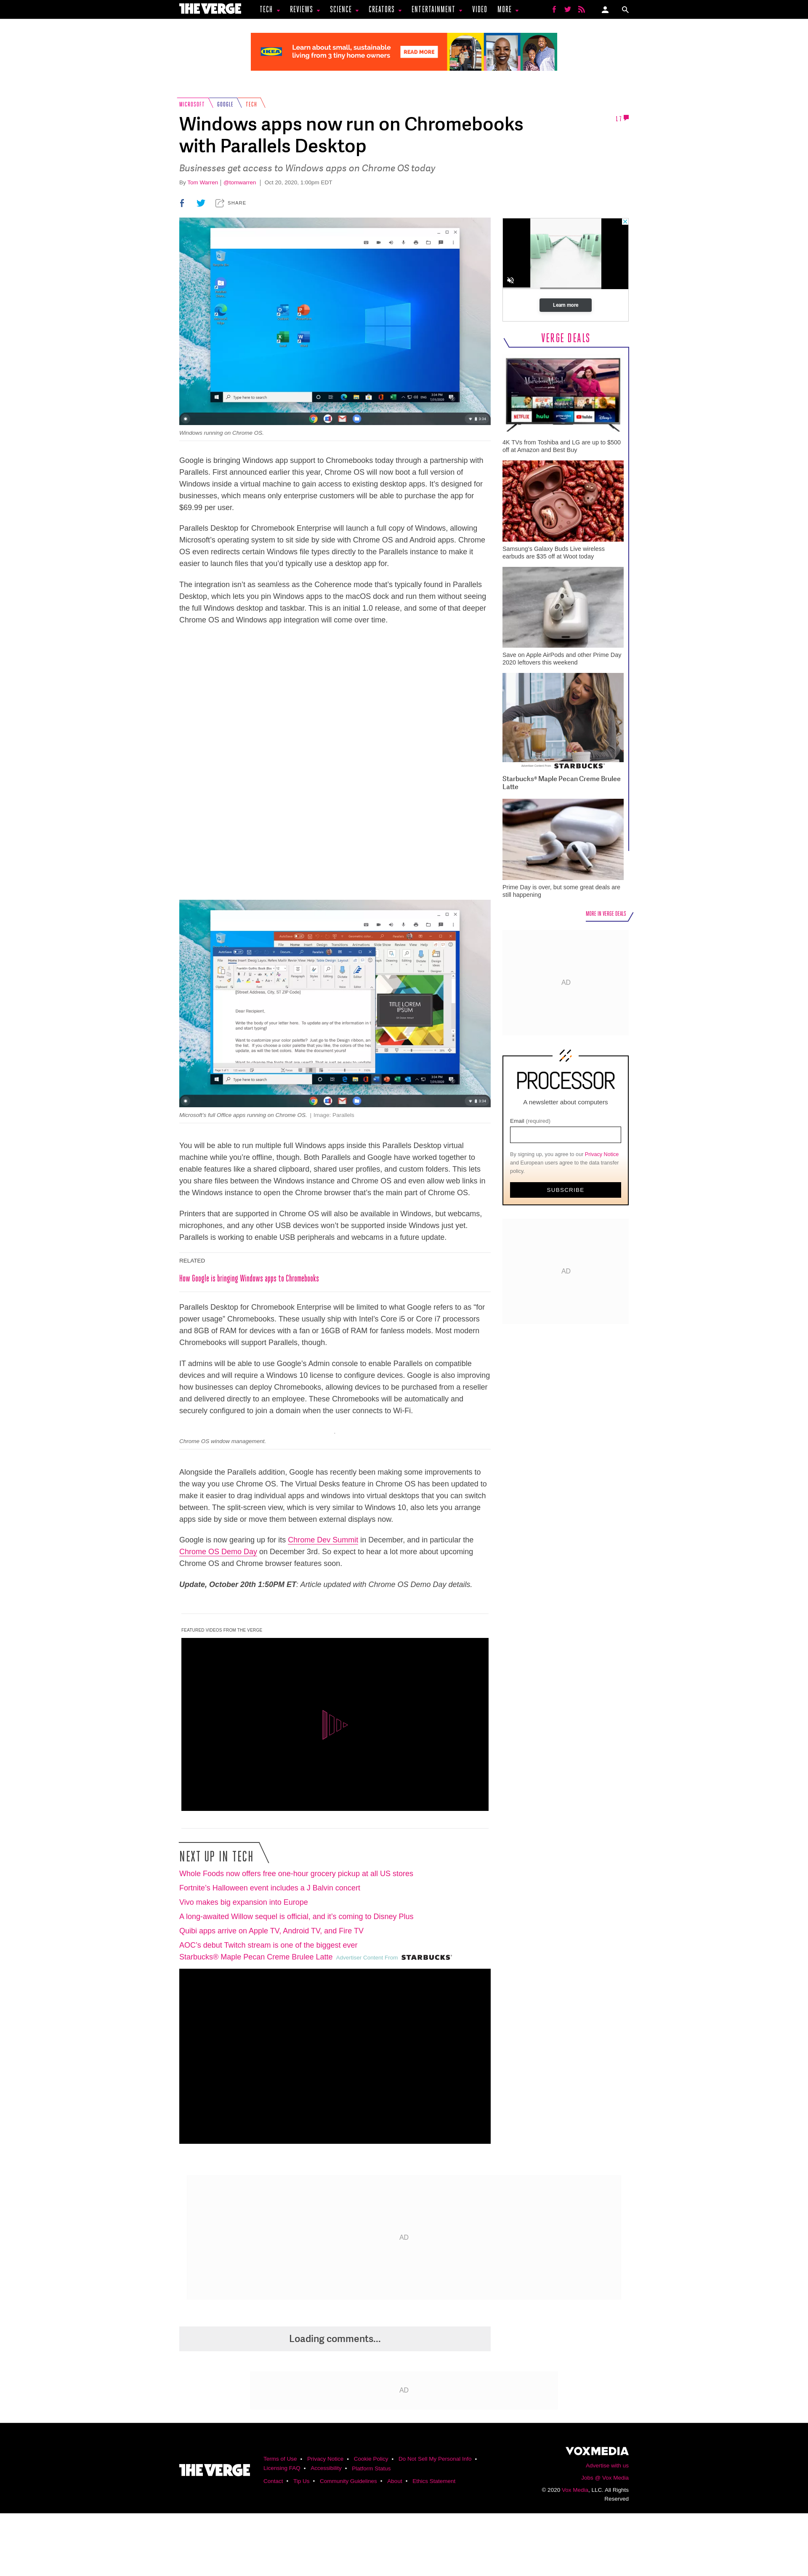 THE VERGE
TECH
REVIEWS
SCIENCE
CREATORS
ENTERTAINMENT
VIDEO
MORE
IKEA
Learn about small, sustainable
living from 3 tiny home owners
READ MORE
MICROSOFT
GOOGLE
TECH
Windows apps now run on Chromebooks
with Parallels Desktop
17
Businesses get access to Windows apps on Chrome OS today
By Tom Warren | @tomwarren | Oct 20, 2020, 1:00pm EDT
SHARE
Type here to search
Windows running on Chrome OS.
Google is bringing Windows app support to Chromebooks today through a partnership with
Parallels. First announced earlier this year, Chrome OS will now boot a full version of
Windows inside a virtual machine to gain access to existing desktop apps. It's designed for
businesses, which means only enterprise customers will be able to purchase the app for
$69.99 per user.
Parallels Desktop for Chromebook Enterprise will launch a full copy of Windows, allowing
Microsoft's operating system to sit side by side with Chrome OS and Android apps. Chrome
OS even redirects certain Windows file types directly to the Parallels instance to make it
easier to launch files that you'd typically use a desktop app for.
The integration isn't as seamless as the Coherence mode that's typically found in Parallels
Desktop, which lets you pin Windows apps to the macOS dock and run them without seeing
the full Windows desktop and taskbar. This is an initial 1.0 release, and some of that deeper
Chrome OS and Windows app integration will come over time.
Learn more
VERGE DEALS
NETFLIX
hulu
YouTube
4K TVs from Toshiba and LG are up to $500
off at Amazon and Best Buy
Samsung's Galaxy Buds Live wireless
earbuds are $35 off at Woot today
Save on Apple AirPods and other Prime Day
2020 leftovers this weekend
Advertiser Content From STARBUCKS
Starbucks® Maple Pecan Creme Brulee
Latte
Prime Day is over, but some great deals are
still happening
MORE IN VERGE DEALS
[Street Address, City, ST ZIP Code]
Dear Recipient,
TITLE LOREM
IPSUM
Type here to search
Microsoft's full Office apps running on Chrome OS. | Image: Parallels
AD
PROCESSOR
A newsletter about computers
Email (required)
By signing up, you agree to our Privacy Notice
and European users agree to the data transfer
policy.
SUBSCRIBE
AD
You will be able to run multiple full Windows apps inside this Parallels Desktop virtual
machine while you're offline, though. Both Parallels and Google have worked together to
enable features like a shared clipboard, shared user profiles, and custom folders. This lets
you share files between the Windows instance and Chrome OS and even allow web links in
the Windows instance to open the Chrome browser that's the main part of Chrome OS.
Printers that are supported in Chrome OS will also be available in Windows, but webcams,
microphones, and any other USB devices won't be supported inside Windows just yet.
Parallels is working to enable USB peripherals and webcams in a future update.
RELATED
How Google is bringing Windows apps to Chromebooks
Parallels Desktop for Chromebook Enterprise will be limited to what Google refers to as "for
power usage" Chromebooks. These usually ship with Intel's Core i5 or Core i7 processors
and 8GB of RAM for devices with a fan or 16GB of RAM for fanless models. Most modern
Chromebooks will support Parallels, though.
IT admins will be able to use Google's Admin console to enable Parallels on compatible
devices and will require a Windows 10 license to configure devices. Google is also improving
how businesses can deploy Chromebooks, allowing devices to be purchased from a reseller
and delivered directly to an employee. These Chromebooks will be automatically and
securely configured to join a domain when the user connects to Wi-Fi.
Chrome OS window management.
Alongside the Parallels addition, Google has recently been making some improvements to
the way you use Chrome OS. The Virtual Desks feature in Chrome OS has been updated to
make it easier to drag individual apps and windows into virtual desktops that you can switch
between. The split-screen view, which is very similar to Windows 10, also lets you arrange
apps side by side or move them between external displays now.
Google is now gearing up for its Chrome Dev Summit in December, and in particular the
Chrome OS Demo Day on December 3rd. So expect to hear a lot more about upcoming
Chrome OS and Chrome browser features soon.
Update, October 20th 1:50PM ET: Article updated with Chrome OS Demo Day details.
FEATURED VIDEOS FROM THE VERGE
NEXT UP IN TECH
Whole Foods now offers free one-hour grocery pickup at all US stores
Fortnite's Halloween event includes a J Balvin concert
Vivo makes big expansion into Europe
A long-awaited Willow sequel is official, and it's coming to Disney Plus
Quibi apps arrive on Apple TV, Android TV, and Fire TV
AOC's debut Twitch stream is one of the biggest ever
Starbucks® Maple Pecan Creme Brulee Latte Advertiser Content From STARBUCKS
AD
Loading comments...
AD
THE VERGE
Terms of Use • Privacy Notice • Cookie Policy • Do Not Sell My Personal Info •
Licensing FAQ • Accessibility • Platform Status
Contact • Tip Us • Community Guidelines • About • Ethics Statement
VOXMEDIA
Advertise with us
Jobs @ Vox Media
© 2020 Vox Media, LLC. All Rights
Reserved